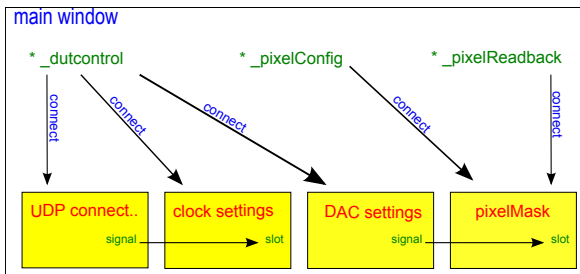 main window
* _dutcontrol
* _pixelConfig
* _pixelReadback
connect
connect
connect
connect
connect
UDP connect..
clock settings
DAC settings
pixelMask
signal
slot
signal
slot